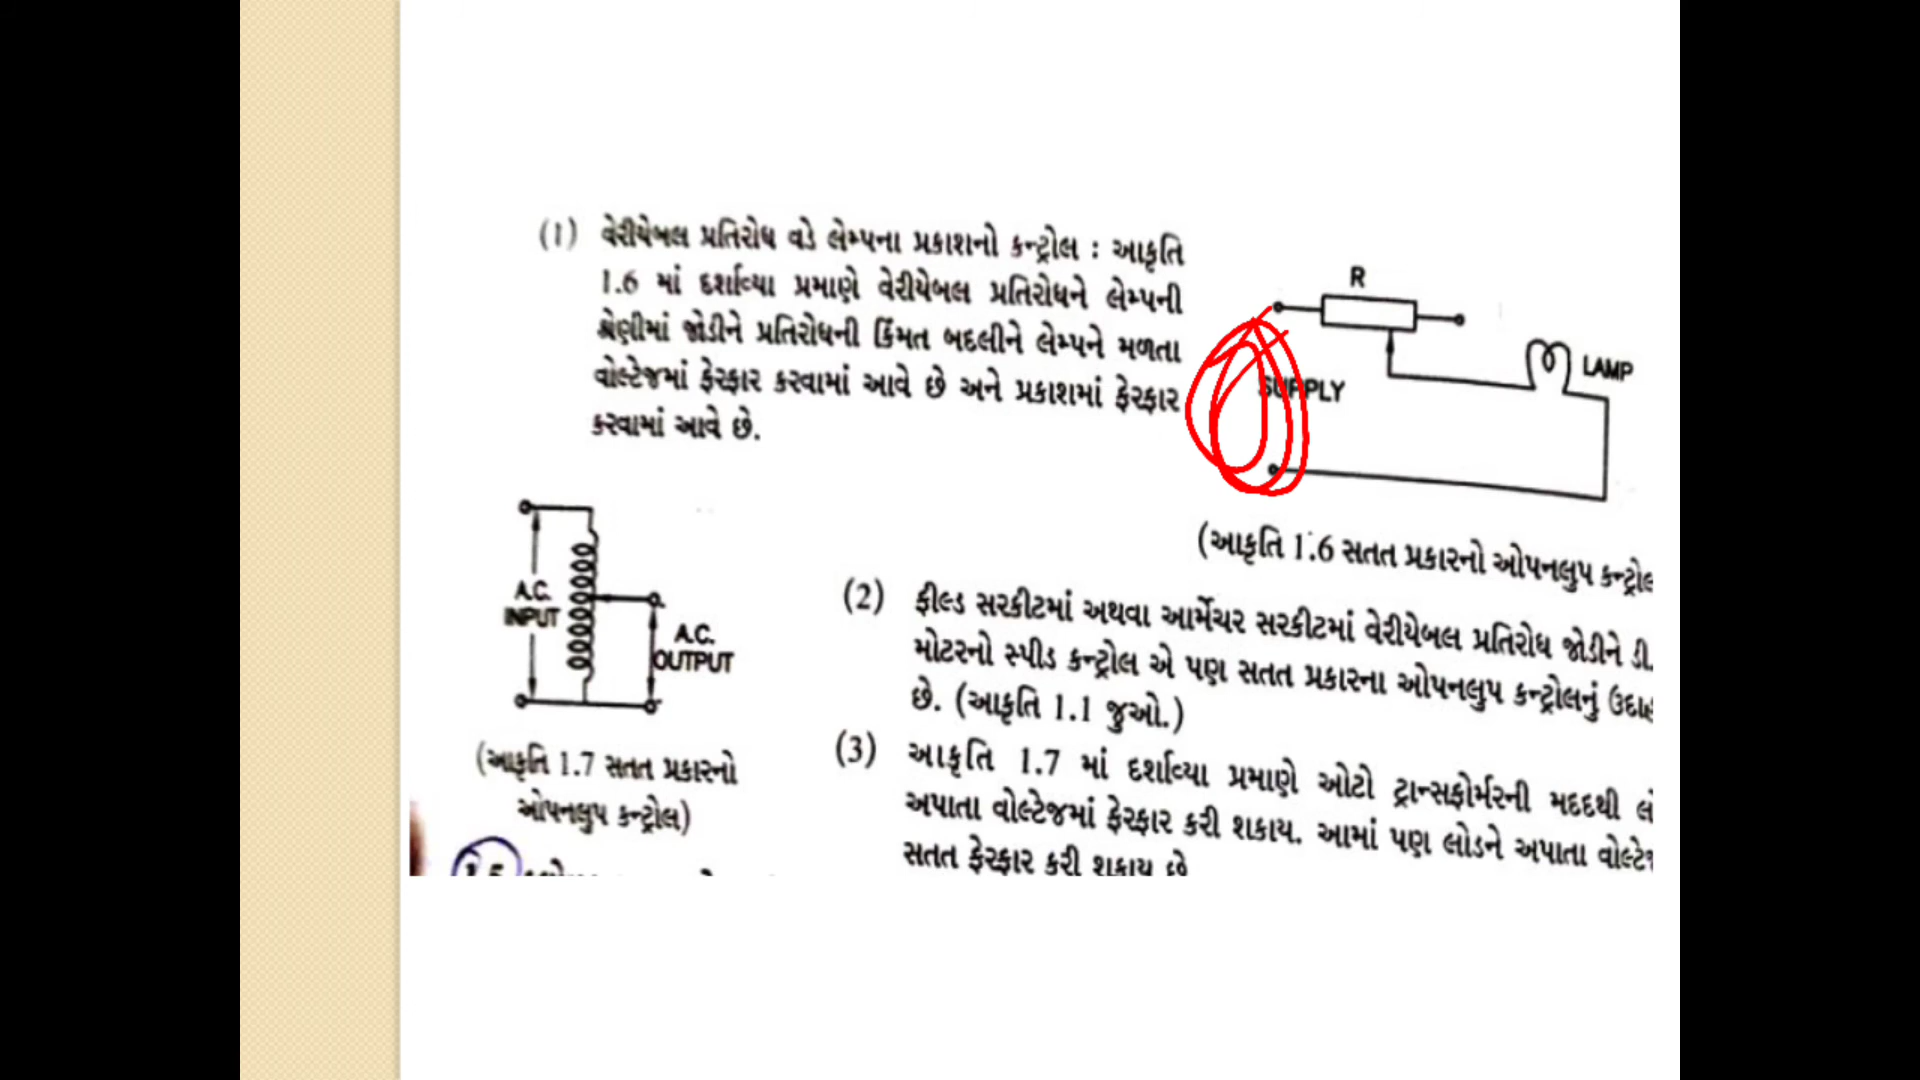 (1) વેરીયેબલ પ્રતિરોધ વડે લેમ્પના પ્રકાશનો કન્ટ્રોલ : આકૃતિ
1.6 માં દર્શાવ્યા પ્રમાણે વેરીયેબલ પ્રતિરોધને લેમ્પની
શ્રેણીમાં જોડીને પ્રતિરોધની કિંમત બદલીને લેમ્પને મળતા
વોલ્ટેજમાં ફેરફાર કરવામાં આવે છે અને પ્રકાશમાં ફેરફાર
કરવામાં આવે છે.
R
LAMP
SUPPLY
(આકૃતિ 1.6 સતત પ્રકારનો ઓપનલુપ કન્ટ્રોલ
A.C.
INPUT
A.C.
OUTPUT
(આકૃતિ 1.7 સતત પ્રકારનો
ઓપનલુપ કન્ટ્રોલ)
(2) ફીલ્ડ સરકીટમાં અથવા આર્મેચર સરકીટમાં વેરીયેબલ પ્રતિરોધ જોડીને ડી.
મોટરનો સ્પીડ કન્ટ્રોલ એ પણ સતત પ્રકારના ઓપનલુપ કન્ટ્રોલનું
છે. (આકૃતિ 1.1 જુઓ.)
(3) આકૃતિ 1.7 માં દર્શાવ્યા પ્રમાણે ઓટો ટ્રાન્સફોર્મરની મદદથી
અપાતા વોલ્ટેજમાં ફેરફાર કરી શકાય. આમાં પણ લોડને અપાતા
સતત ફેરફાર કરી શકાય છે